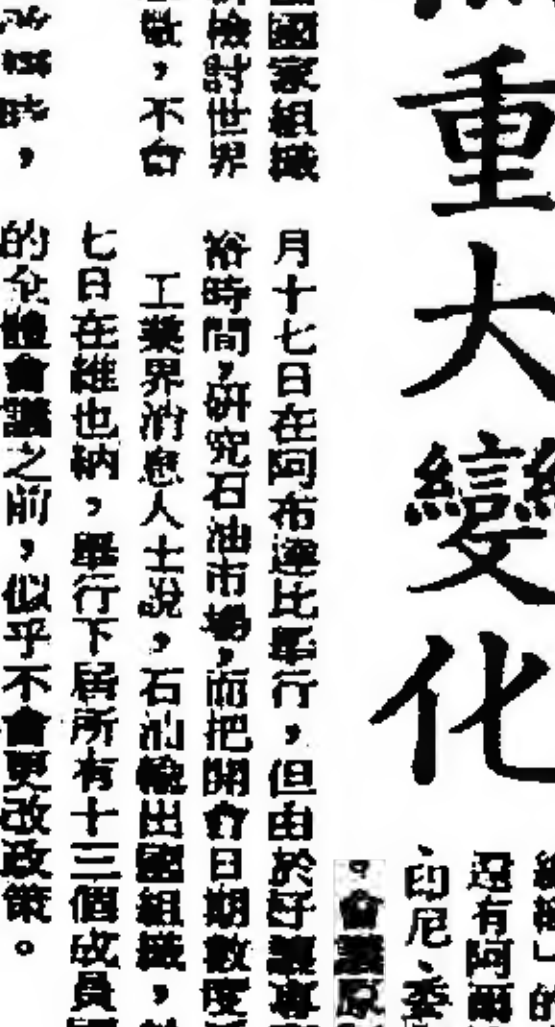 重大變化
的
還有阿爾
、印尼、委
國家組織
檢討世界
，不會
時，
月十七日在阿布達比舉行，但由於好讓專
裕時間，研究石油市場，而把開會日期數度
工業界消息人士說，石油輸出國組織，
七日在維也納，舉行下屆所有十三個成員
的全體會議之前，似乎不會更改政策。